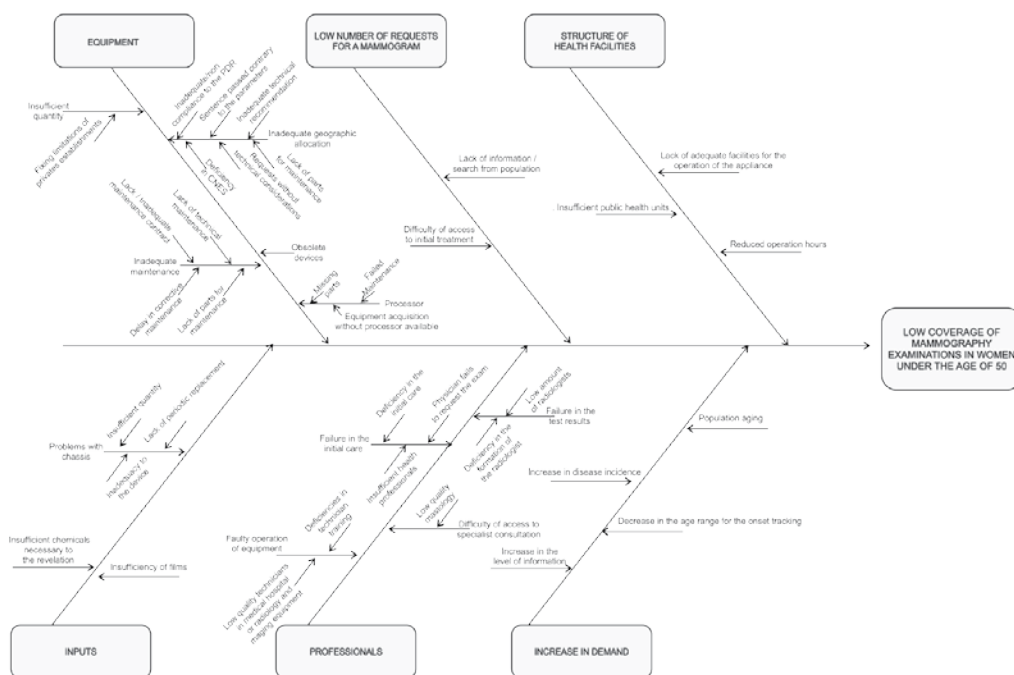 EQUIPMENT
LOW NUMBER OF REQUESTS
FOR A MAMMOGRAM
STRUCTURE OF
HEALTH FACILITIES
Insufficient
quantity
Fixing limitations of
privates establishments
Inadequate/non
compliance to the PDR
Sentence passed contrary
to the parameters
Inadequate technical
recommendation
Inadequate geographic
allocation
Deficiency
in CNES
Requests without
technical considerations
Lack of parts
for maintenance
Lack / Inadequate
maintenance contract
Lack of technical
maintenance
Inadequate
maintenance
Delay in corrective
maintenance
Lack of parts for
maintenance
Obsolete
devices
Missing
parts
Failed
Maintenance
Processor
Equipment acquisition
without processor available
Lack of information /
search from population
Difficulty of access
to initial treatment
Lack of adequate facilities for the
operation of the appliance
Insufficient public health units
Reduced operation hours
LOW COVERAGE OF
MAMMOGRAPHY
EXAMINATIONS IN WOMEN
UNDER THE AGE OF 50
Insufficient quantity
Lack of periodic replacement
Problems with
chassis
Inadequacy to
the device
Insufficient chemicals
necessary to
the revelation
Insufficiency of films
Deficiency in the
initial care
Physician fails
to request the exam
Failure in the
initial care
Insufficient health
professionals
Low amount
of radiologists
Failure in the
test results
Deficiency in the
formation of
the radiologist
Low quality
mastology
Difficulty of access to
specialist consultation
Deficiencies in
technician
training
Faulty operation
of equipment
Low quality technicians
in medical hospital
or radiology and
imaging equipment
Population aging
Increase in disease incidence
Decrease in the age range for the onset tracking
Increase in the
level of information
INPUTS
PROFESSIONALS
INCREASE IN DEMAND